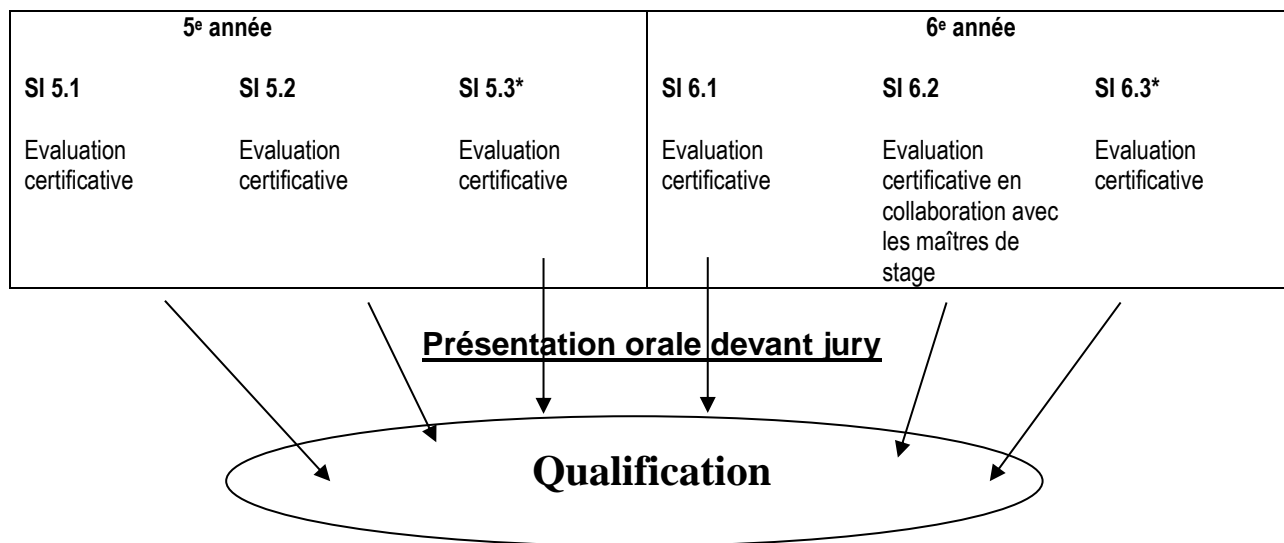 5e année 6e année
SI 5.1 SI 5.2 SI 5.3* SI 6.1 SI 6.2 SI 6.3*
Evaluation Evaluation Evaluation Evaluation Evaluation Evaluation
certificative certificative certificative certificative certificative en certificative
collaboration avec
les maîtres de
stage
Présentation orale devant jury
Qualification